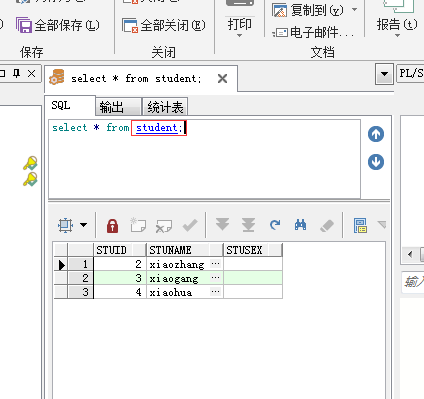 复制到(y)
全部保存(L)
全部关闭(E)
打印
电子邮件...
报告(t)
保存
关闭
文档
select * from student;
PL/S
SQL
输出
统计表
select * from student;
STUID STUNAME STUSEX
1 2 xiaozhang ...
2 3 xiaogang ...
3 4 xiaohua ...
输入